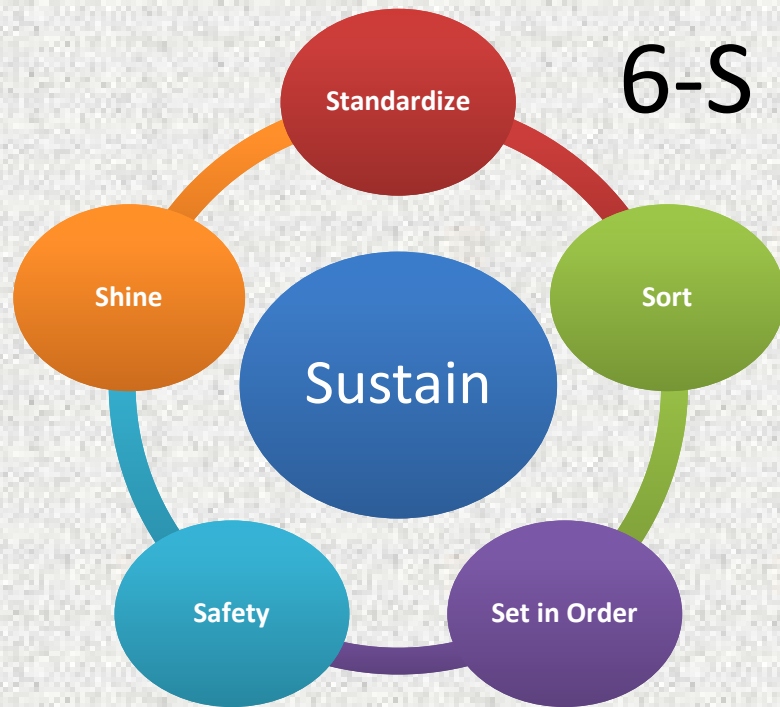 6-S
Standardize
Shine
Sort
Sustain
Safety
Set in Order